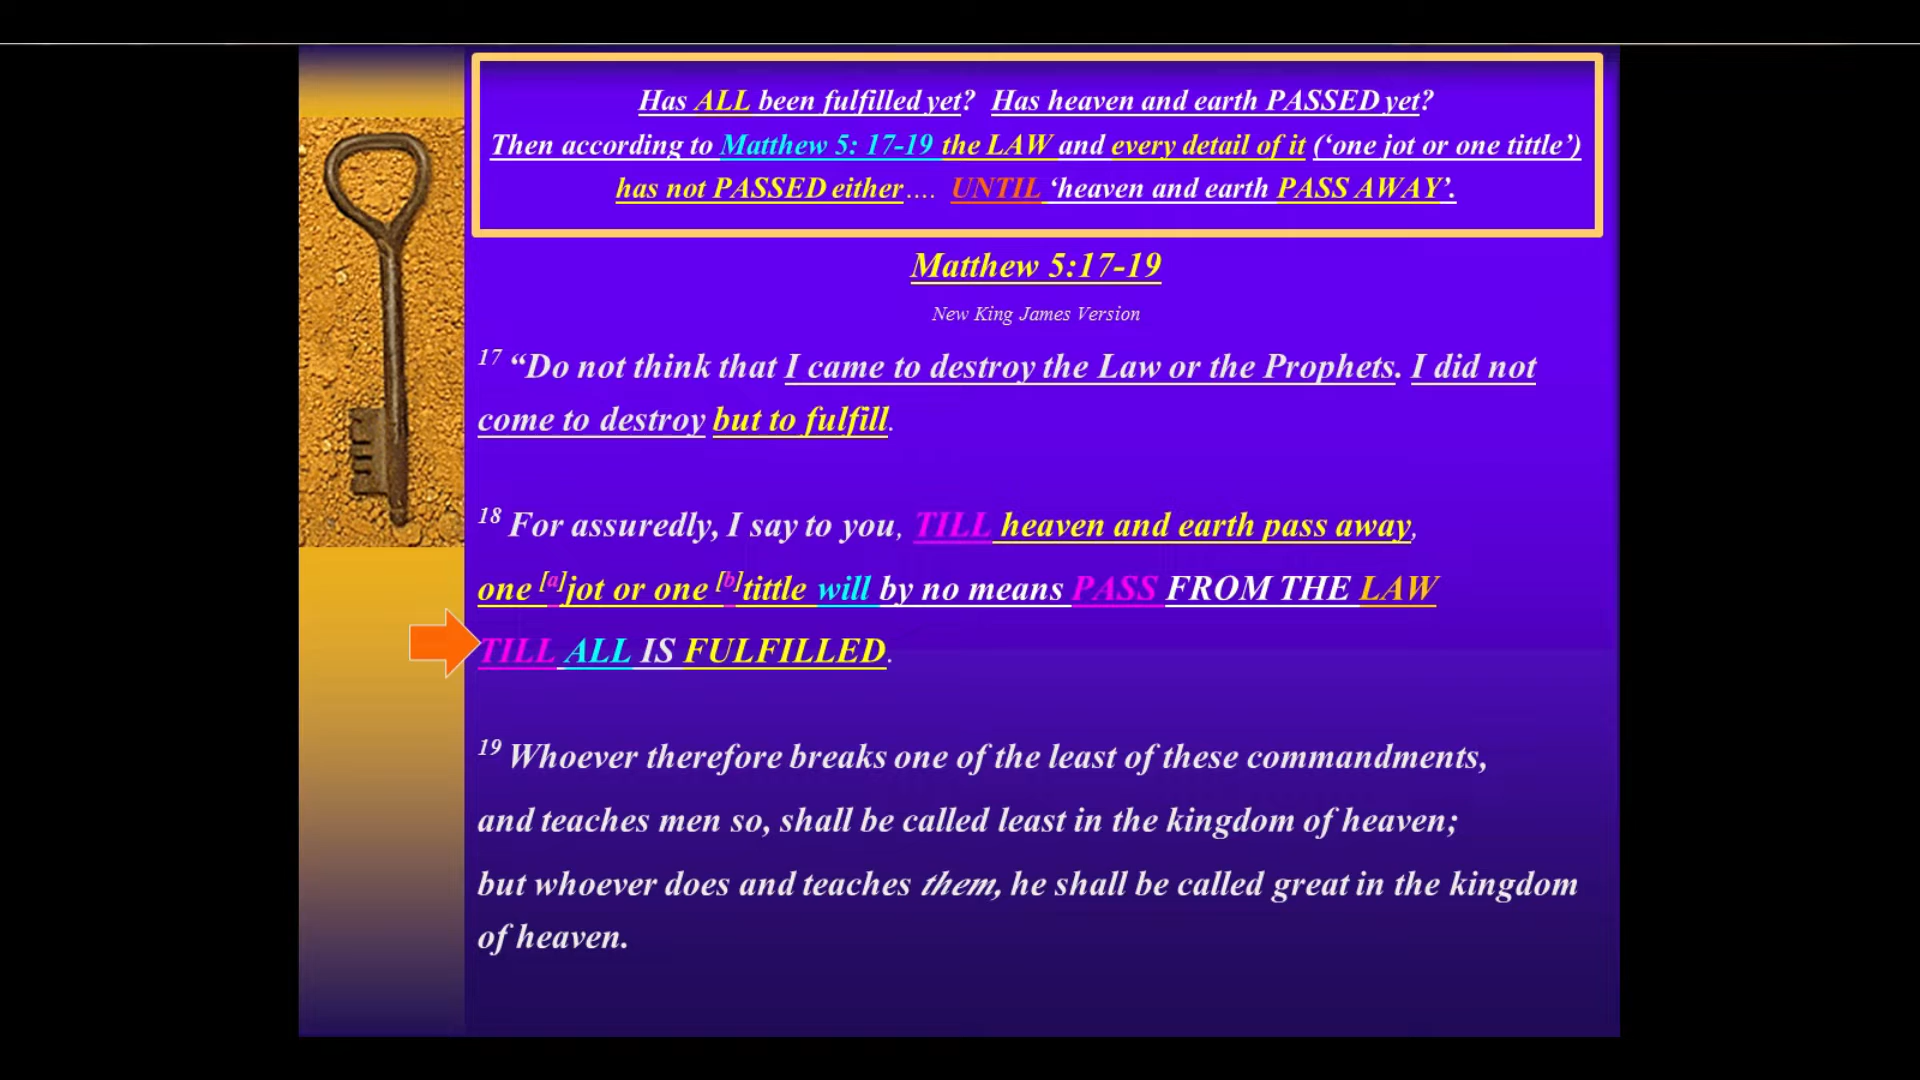 Has ALL been fulfilled yet? Has heaven and earth PASSED yet?
Then according to Matthew 5: 17-19 the LAW and every detail of it (‘one jot or one tittle’)
has not PASSED either.... UNTIL ‘heaven and earth PASS AWAY’.
Matthew 5:17-19
New King James Version
17 “Do not think that I came to destroy the Law or the Prophets. I did not
come to destroy but to fulfill.
18 For assuredly, I say to you, TILL heaven and earth pass away,
one [a]jot or one [b]tittle will by no means PASS FROM THE LAW
TILL ALL IS FULFILLED.
19 Whoever therefore breaks one of the least of these commandments,
and teaches men so, shall be called least in the kingdom of heaven;
but whoever does and teaches them, he shall be called great in the kingdom
of heaven.